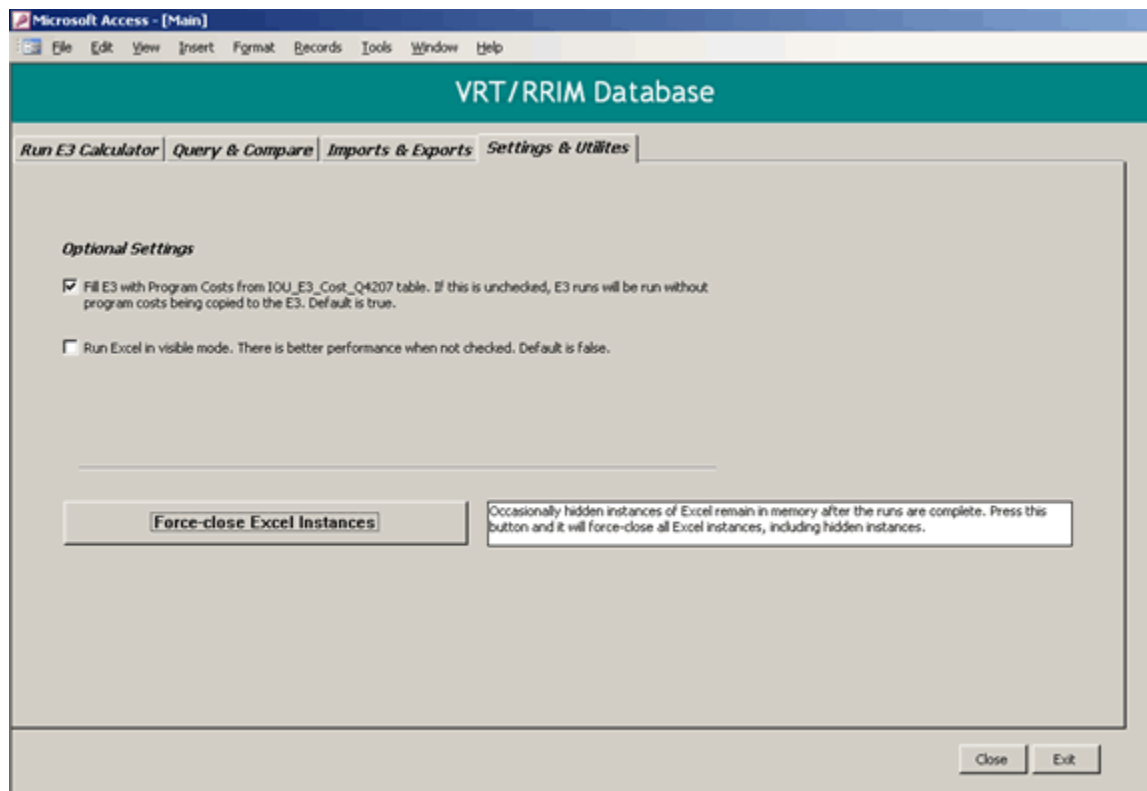 Microsoft Access - [Main]
File Edit View Insert Format Records Tools Window Help
VRT/RRIM Database
Run E3 Calculator Query & Compare Imports & Exports Settings & Utilites
Optional Settings
Fill E3 with Program Costs from IOU_E3_Cost_Q4207 table. If this is unchecked, E3 runs will be run without
program costs being copied to the E3. Default is true.
Run Excel in visible mode. There is better performance when not checked. Default is false.
Force-close Excel Instances
Occasionally hidden instances of Excel remain in memory after the runs are complete. Press this
button and it will force-close all Excel instances, including hidden instances.
Close Exit